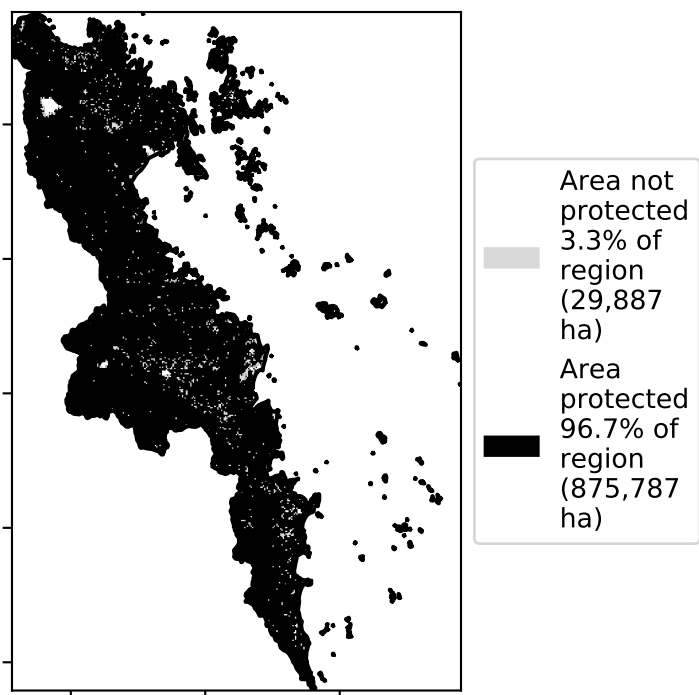 Area not
protected
3.3% of
region
(29,887
ha)
Area
protected
96.7% of
region
(875,787
ha)